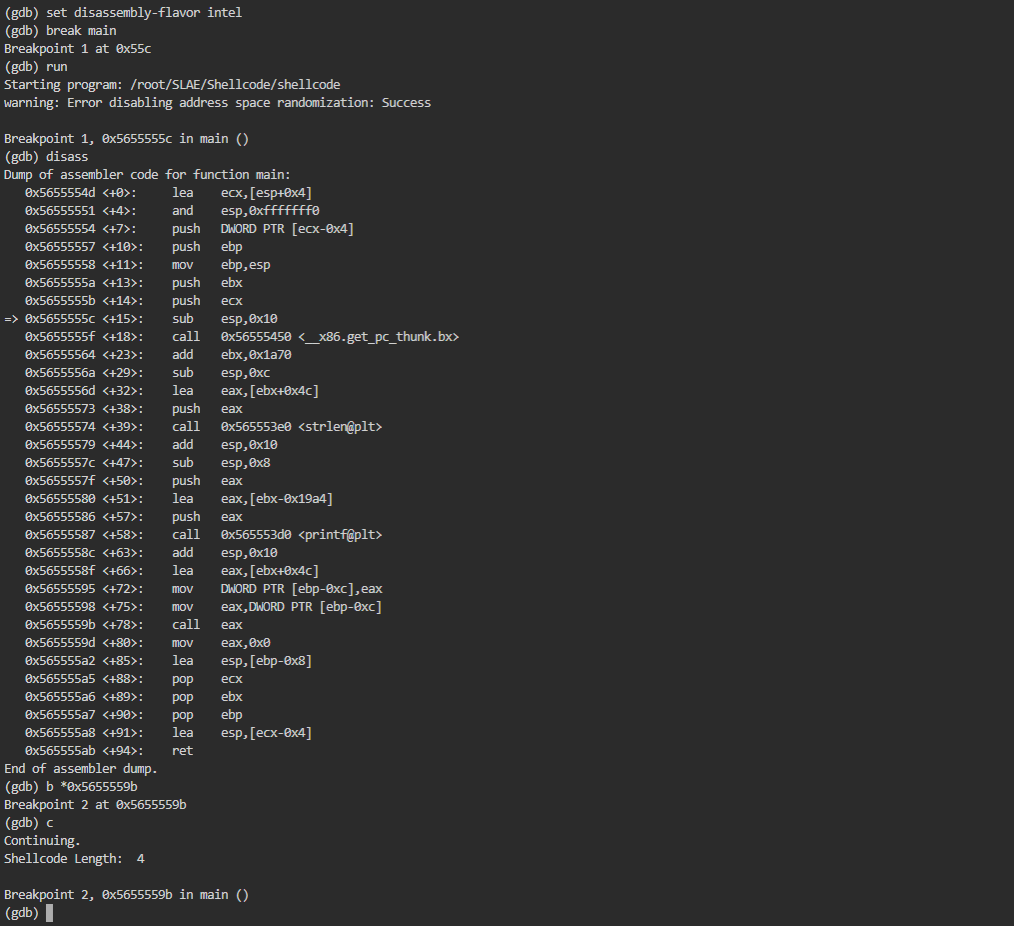 (gdb) set disassembly-flavor intel
(gdb) break main
Breakpoint 1 at 0x55c
(gdb) run
Starting program: /root/SLAE/Shellcode/shellcode
warning: Error disabling address space randomization: Success

Breakpoint 1, 0x5655555c in main ()
(gdb) disass
Dump of assembler code for function main:
   0x5655554d <+0>:     lea    ecx,[esp+0x4]
   0x56555551 <+4>:     and    esp,0xfffffff0
   0x56555554 <+7>:     push   DWORD PTR [ecx-0x4]
   0x56555557 <+10>:    push   ebp
   0x56555558 <+11>:    mov    ebp,esp
   0x5655555a <+13>:    push   ebx
   0x5655555b <+14>:    push   ecx
=> 0x5655555c <+15>:    sub    esp,0x10
   0x5655555f <+18>:    call   0x56555450 <__x86.get_pc_thunk.bx>
   0x56555564 <+23>:    add    ebx,0x1a70
   0x5655556a <+29>:    sub    esp,0xc
   0x5655556d <+32>:    lea    eax,[ebx+0x4c]
   0x56555573 <+38>:    push   eax
   0x56555574 <+39>:    call   0x565553e0 <strlen@plt>
   0x56555579 <+44>:    add    esp,0x10
   0x5655557c <+47>:    sub    esp,0x8
   0x5655557f <+50>:    push   eax
   0x56555580 <+51>:    lea    eax,[ebx-0x19a4]
   0x56555586 <+57>:    push   eax
   0x56555587 <+58>:    call   0x565553d0 <printf@plt>
   0x5655558c <+63>:    add    esp,0x10
   0x5655558f <+66>:    lea    eax,[ebx+0x4c]
   0x56555595 <+72>:    mov    DWORD PTR [ebp-0xc],eax
   0x56555598 <+75>:    mov    eax,DWORD PTR [ebp-0xc]
   0x5655559b <+78>:    call   eax
   0x5655559d <+80>:    mov    eax,0x0
   0x565555a2 <+85>:    lea    esp,[ebp-0x8]
   0x565555a5 <+88>:    pop    ecx
   0x565555a6 <+89>:    pop    ebx
   0x565555a7 <+90>:    pop    ebp
   0x565555a8 <+91>:    lea    esp,[ecx-0x4]
   0x565555ab <+94>:    ret
End of assembler dump.
(gdb) b *0x5655559b
Breakpoint 2 at 0x5655559b
(gdb) c
Continuing.
Shellcode Length:  4

Breakpoint 2, 0x5655559b in main ()
(gdb)